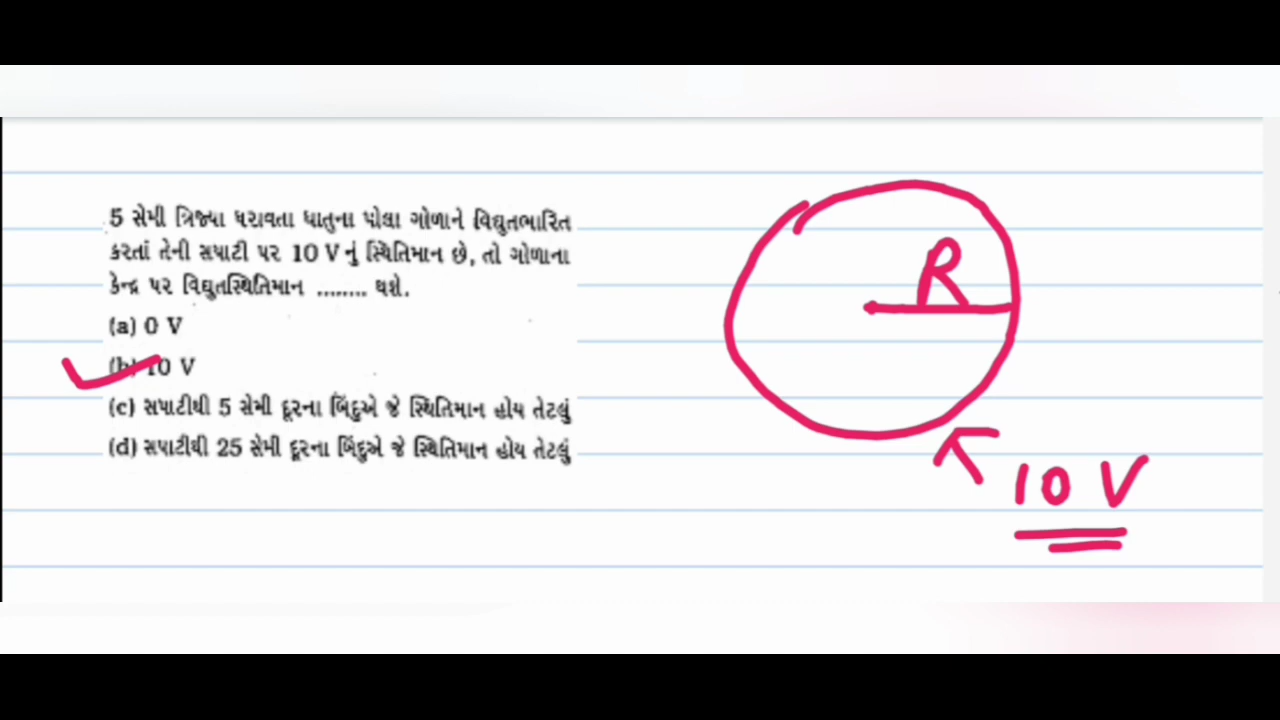 5 સેમી ત્રિજ્યા ધરાવતા ધાતુના પોલા ગોળાને વિદ્યુતભારિત
કરતાં તેની સપાટી પર 10 V નું સ્થિતિમાન છે, તો ગોળાના
કેન્દ્ર પર વિદ્યુતસ્થિતિમાન ........ થશે.
(a) 0 V
(b) 10 V
(c) સપાટીથી 5 સેમી દૂરના બિંદુએ જે સ્થિતિમાન હોય તેટલું
(d) સપાટીથી 25 સેમી દૂરના બિંદુએ જે સ્થિતિમાન હોય તેટલું
R
10 V